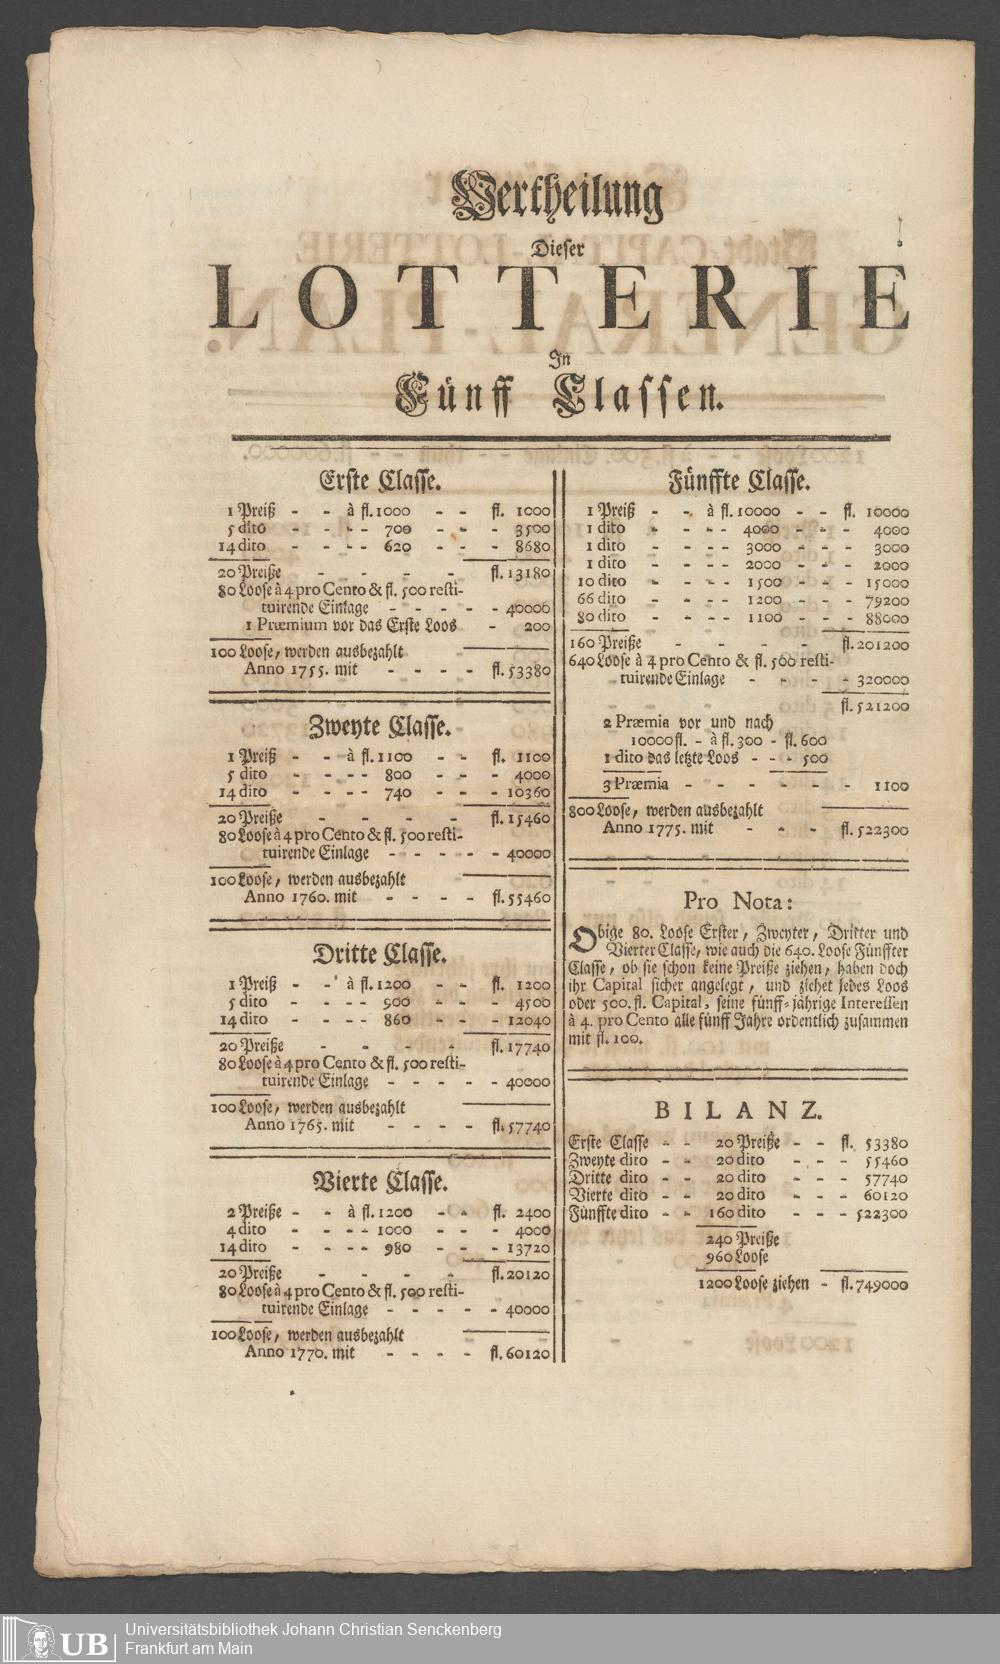 Vertheilung
Dieser
LOTTERIE
In
Fünff Classen.
Erste Classe.
1 Preiß - - à fl. 1000 - - fl. 1000
5 dito - - - - 700 - - - 3500
14 dito - - - - 620 - - - 8680
20 Preiße - - - - fl. 13180
80 Loose à 4 pro Cento & fl. 500 resti-
tuirende Einlage - - - - - 40000
1 Præmium vor das Erste Loos - 200
100 Loose, werden ausbezahlt
Anno 1755. mit - - - - fl. 53380
Zweyte Classe.
1 Preiß - - à fl. 1100 - - fl. 1100
5 dito - - - - 800 - - - 4000
14 dito - - - - 740 - - - 10360
20 Preiße - - - - fl. 15460
80 Loose à 4 pro Cento & fl. 500 resti-
tuirende Einlage - - - - - 40000
100 Loose, werden ausbezahlt
Anno 1760. mit - - - - fl. 55460
Dritte Classe.
1 Preiß - - à fl. 1200 - - fl. 1200
5 dito - - - - 900 - - - 4500
14 dito - - - - 860 - - - 12040
20 Preiße - - - - fl. 17740
80 Loose à 4 pro Cento & fl. 500 resti-
tuirende Einlage - - - - - 40000
100 Loose, werden ausbezahlt
Anno 1765. mit - - - - fl. 57740
Vierte Classe.
2 Preiße - - à fl. 1200 - - fl. 2400
4 dito - - - - 1000 - - - 4000
14 dito - - - - 980 - - - 13720
20 Preiße - - - - fl. 20120
80 Loose à 4 pro Cento & fl. 500 resti-
tuirende Einlage - - - - - 40000
100 Loose, werden ausbezahlt
Anno 1770. mit - - - - fl. 60120
Fünffte Classe.
1 Preiß - - à fl. 10000 - - fl. 10000
1 dito - - - - 4000 - - - 4000
1 dito - - - - 3000 - - - 3000
1 dito - - - - 2000 - - - 2000
10 dito - - - - 1500 - - - 15000
66 dito - - - - 1200 - - - 79200
80 dito - - - - 1100 - - - 88000
160 Preiße - - - - fl. 201200
640 Loose à 4 pro Cento & fl. 500 resti-
tuirende Einlage - - - - 320000
fl. 521200
2 Præmia vor und nach
10000 fl. - à fl. 300 - fl. 600
1 dito das letzte Loos - - - 500
3 Præmia - - - - - - 1100
800 Loose, werden ausbezahlt
Anno 1775. mit - - - fl. 522300
Pro Nota:
Obige 80. Loose Erster, Zweyter, Dritter und
Vierter Classe, wie auch die 640. Loose Fünffter
Classe, ob sie schon keine Preiße ziehen, haben doch
ihr Capital sicher angelegt, und ziehet jedes Loos
oder 500. fl. Capital, seine fünff-jährige Interessen
à 4. pro Cento alle fünff Jahre ordentlich zusammen
mit fl. 100.
BILANZ.
Erste Classe - - 20 Preiße - - fl. 53380
Zweyte dito - - 20 dito - - - 55460
Dritte dito - - 20 dito - - - 57740
Vierte dito - - 20 dito - - - 60120
Fünffte dito - - 160 dito - - - 522300
240 Preiße
960 Loose
1200 Loose ziehen - fl. 749000
UB
Universitätsbibliothek Johann Christian Senckenberg
Frankfurt am Main